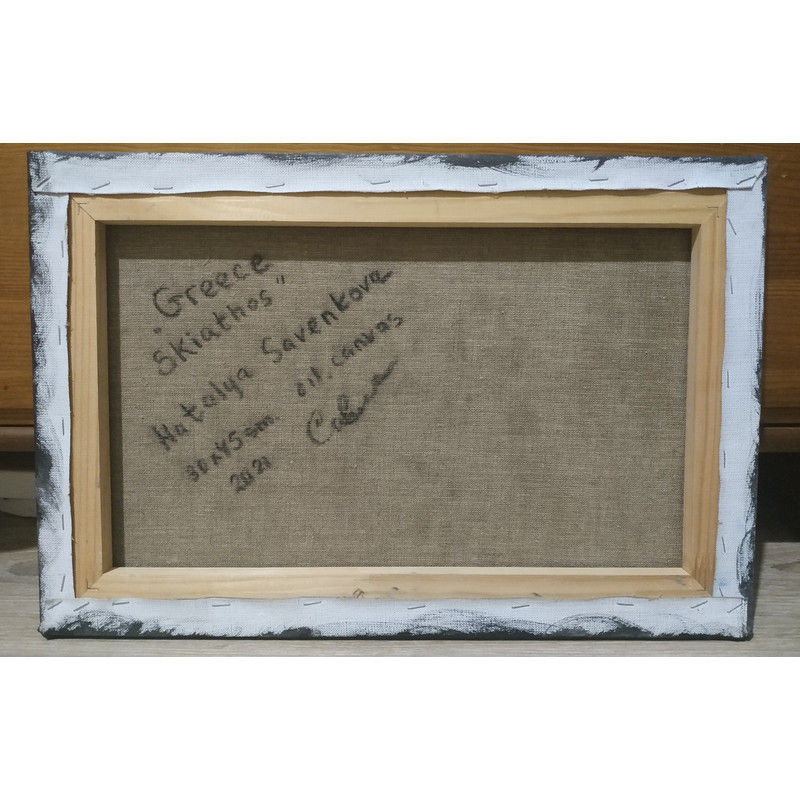 Greece
"Skiathos"
Natalya Savenkova
30x45 cm. oil. canvas
2021